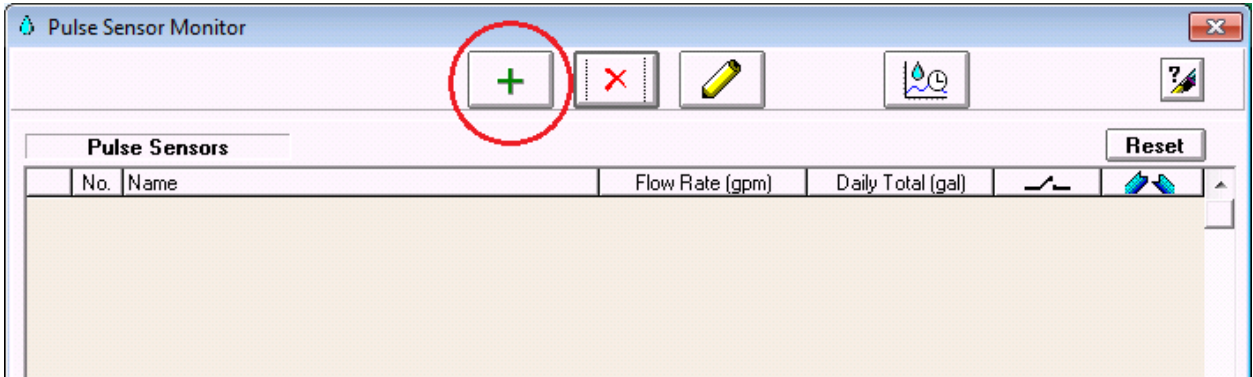 Pulse Sensor Monitor
Pulse Sensors
Reset
No. Name Flow Rate (gpm) Daily Total (gal)